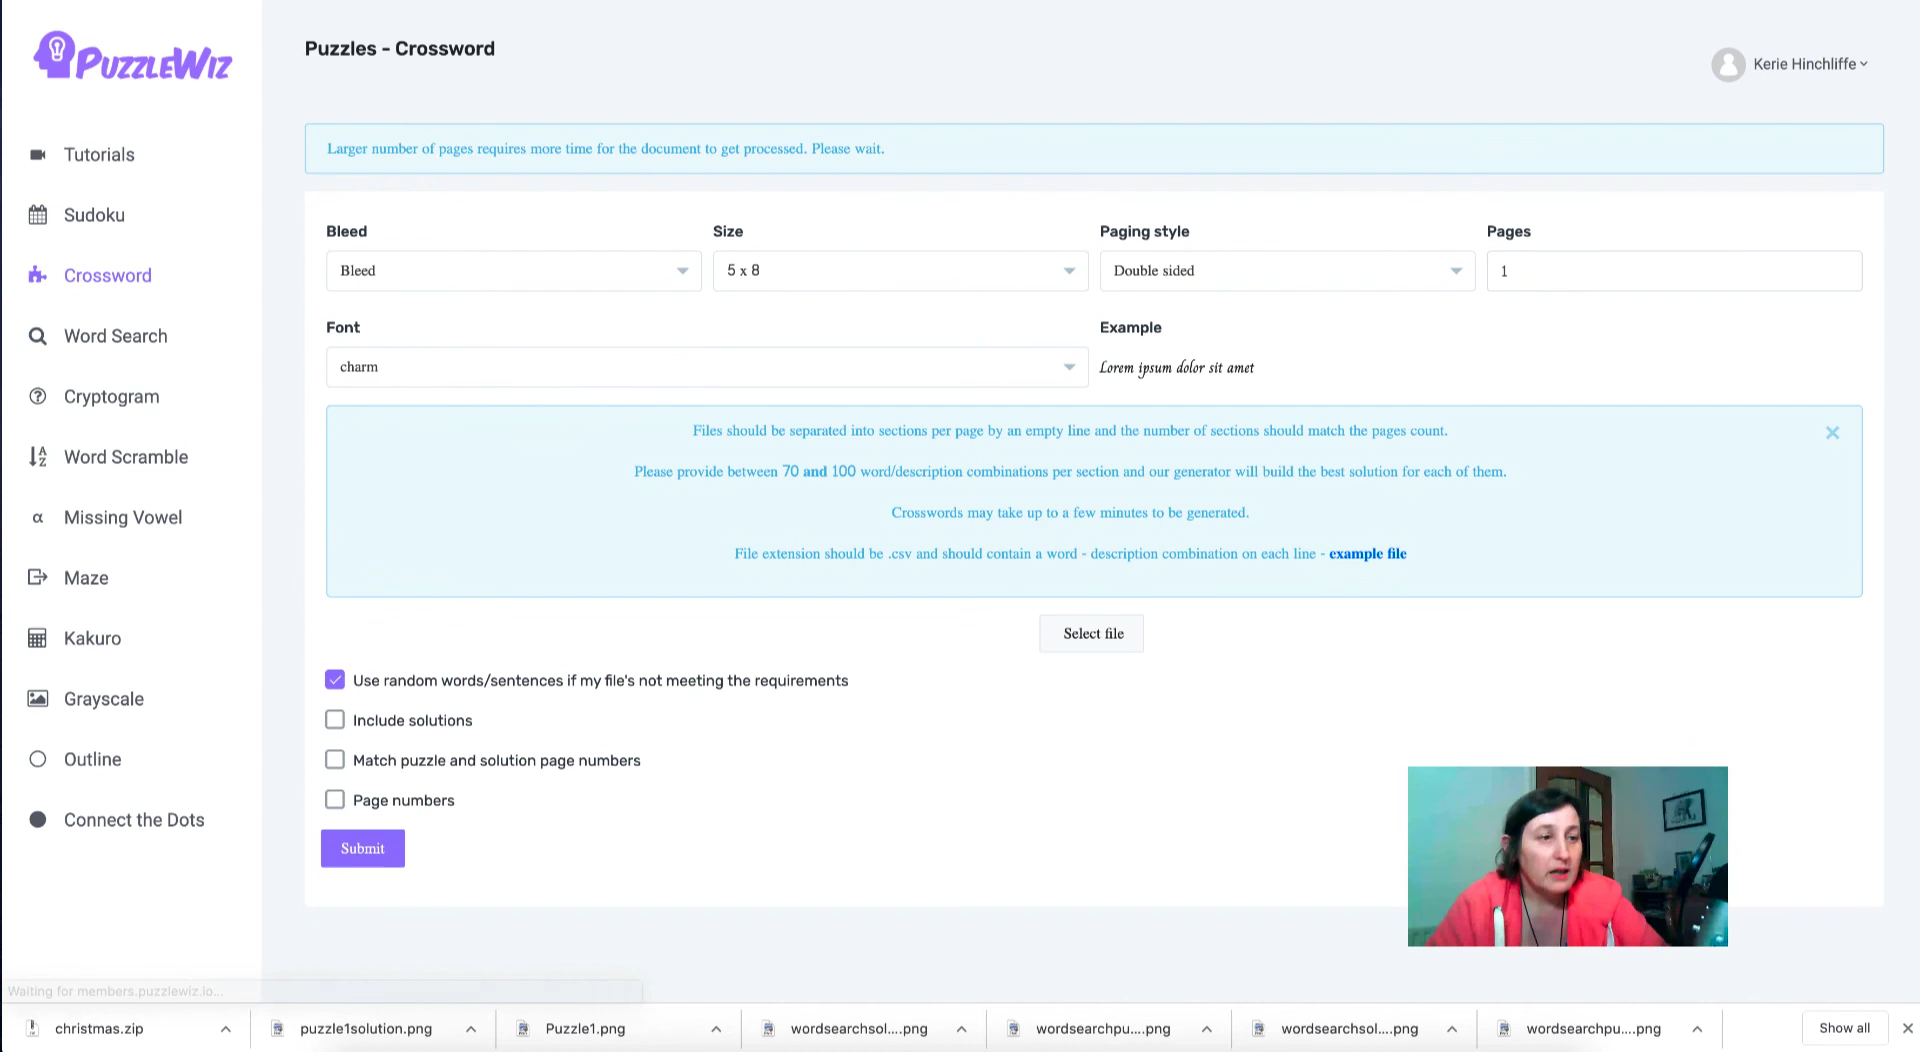 PUZZLEWIZ
Puzzles - Crossword
Kerie Hinchliffe
Tutorials
Sudoku
Crossword
Word Search
Cryptogram
Word Scramble
Missing Vowel
Maze
Kakuro
Grayscale
Outline
Connect the Dots
Larger number of pages requires more time for the document to get processed. Please wait.
Bleed
Size
Paging style
Pages
Bleed
5 x 8
Double sided
1
Font
Example
charm
Lorem ipsum dolor sit amet
Files should be separated into sections per page by an empty line and the number of sections should match the pages count.
Please provide between 70 and 100 word/description combinations per section and our generator will build the best solution for each of them.
Crosswords may take up to a few minutes to be generated.
File extension should be .csv and should contain a word - description combination on each line - example file
Select file
Use random words/sentences if my file's not meeting the requirements
Include solutions
Match puzzle and solution page numbers
Page numbers
Submit
Waiting for members.puzzlewiz.io...
christmas.zip
puzzle1solution.png
Puzzle1.png
wordsearchsol....png
wordsearchpu....png
wordsearchsol....png
wordsearchpu....png
Show all